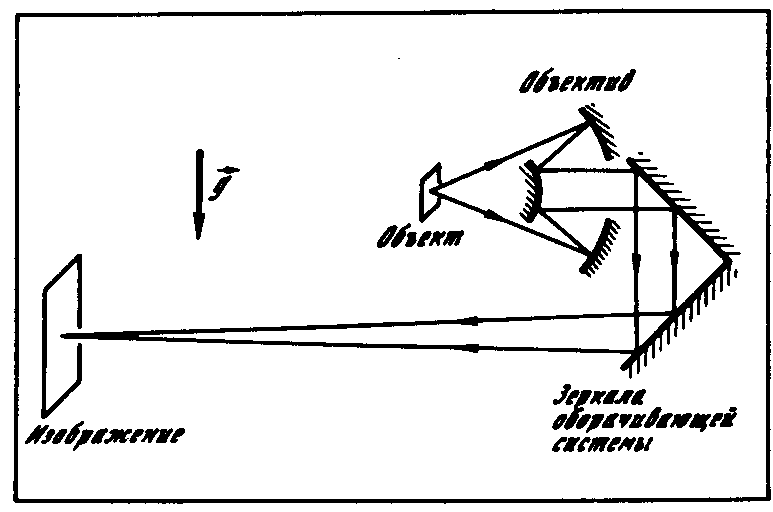 Объектив
g
Объект
Изображение
Зеркала
оборачивающей
системы